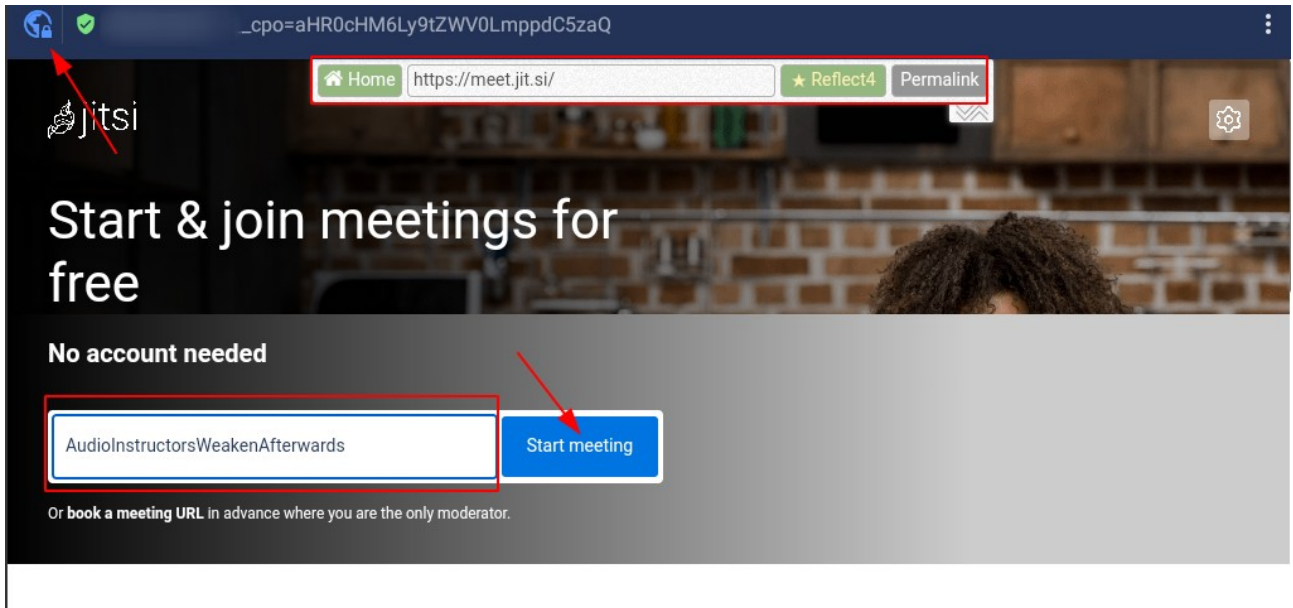 _cpo=aHR0cHM6Ly9tZWV0LmppdC5zaQ
Home https://meet.jit.si/ ★ Reflect4 Permalink
jitsi
Start & join meetings for
free
No account needed
AudioInstructorsWeakenAfterwards Start meeting
Or book a meeting URL in advance where you are the only moderator.